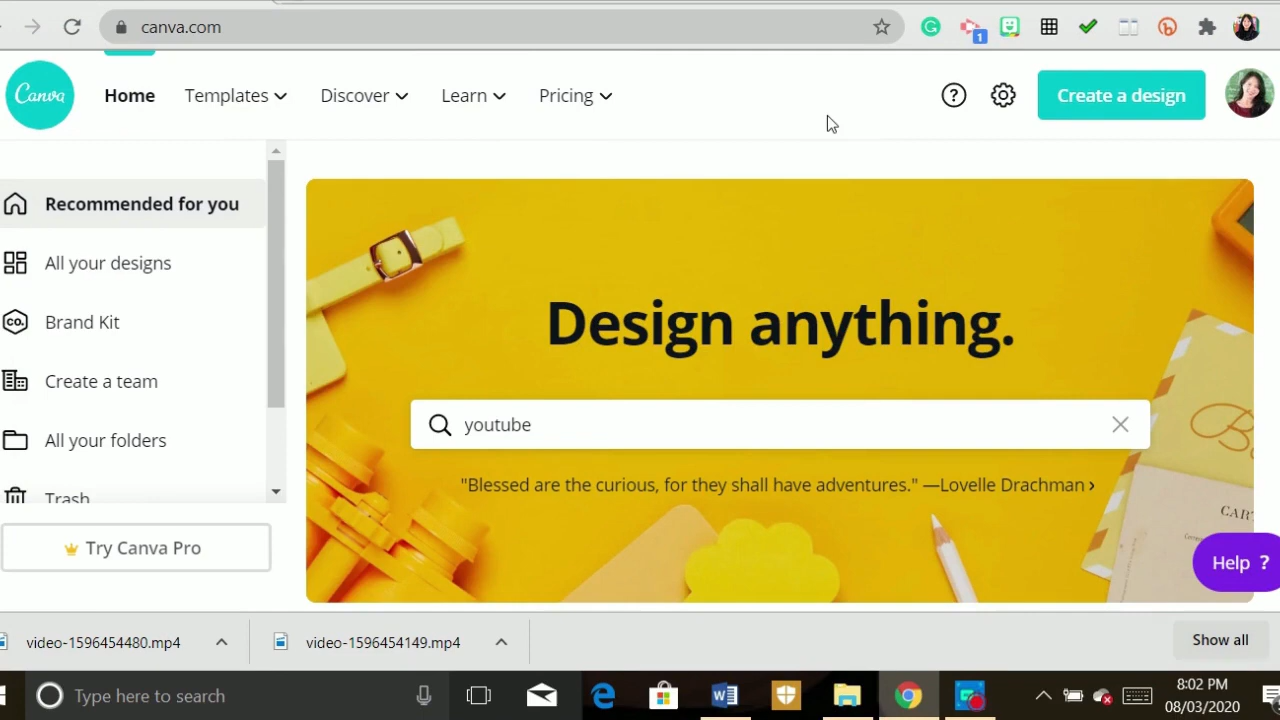 canva.com
1
Canva
Home
Templates
Discover
Learn
Pricing
?
Create a design
Recommended for you
All your designs
CO.
Brand Kit
Create a team
All your folders
Trash
Try Canva Pro
Design anything.
youtube
"Blessed are the curious, for they shall have adventures." —Lovelle Drachman ›
Help ?
video-1596454480.mp4
video-1596454149.mp4
Show all
Type here to search
8:02 PM
08/03/2020